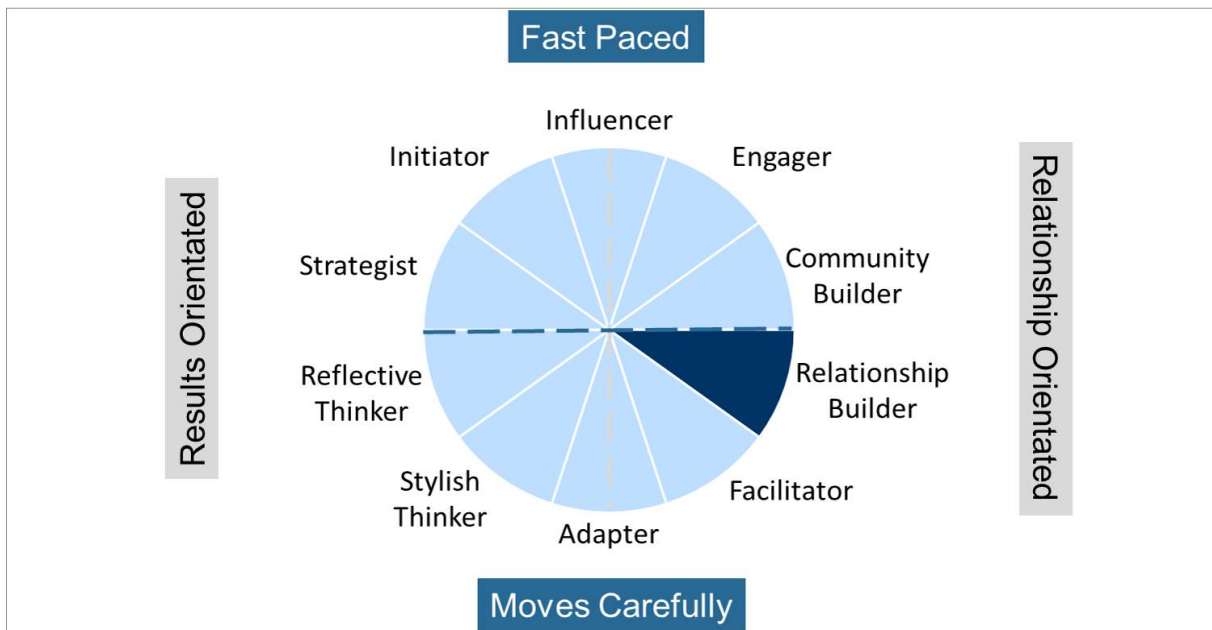 Fast Paced
Influencer
Initiator
Engager
Strategist
Community
Builder
Results Orientated
Relationship Orientated
Reflective
Thinker
Relationship
Builder
Stylish
Thinker
Facilitator
Adapter
Moves Carefully